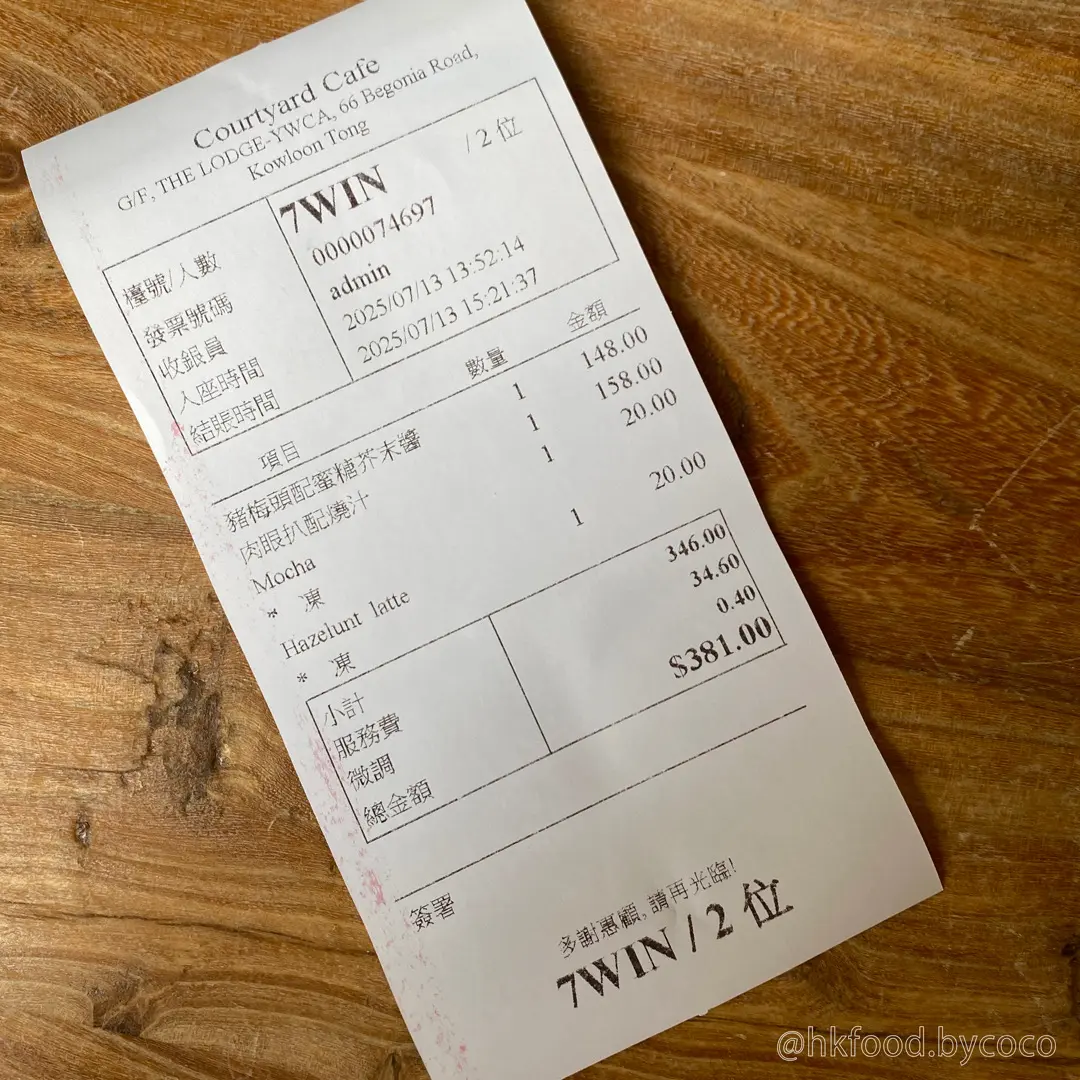 Courtyard Cafe
G/F, THE LODGE-YWCA, 66 Begonia Road,
Kowloon Tong
檯號/人數 7WIN / 2 位
發票號碼 0000074697
收銀員 admin
入座時間 2025/07/13 13:52:14
結賬時間 2025/07/13 15:21:37
項目 數量 金額
豬梅頭配蜜糖芥末醬 1 148.00
肉眼扒配燒汁 1 158.00
Mocha 1 20.00
* 凍
Hazelunt latte 1 20.00
* 凍
小計 346.00
服務費 34.60
微調 0.40
總金額 $381.00
簽署
多謝惠顧, 請再光臨!
7WIN / 2 位
@hkfood.bycoco